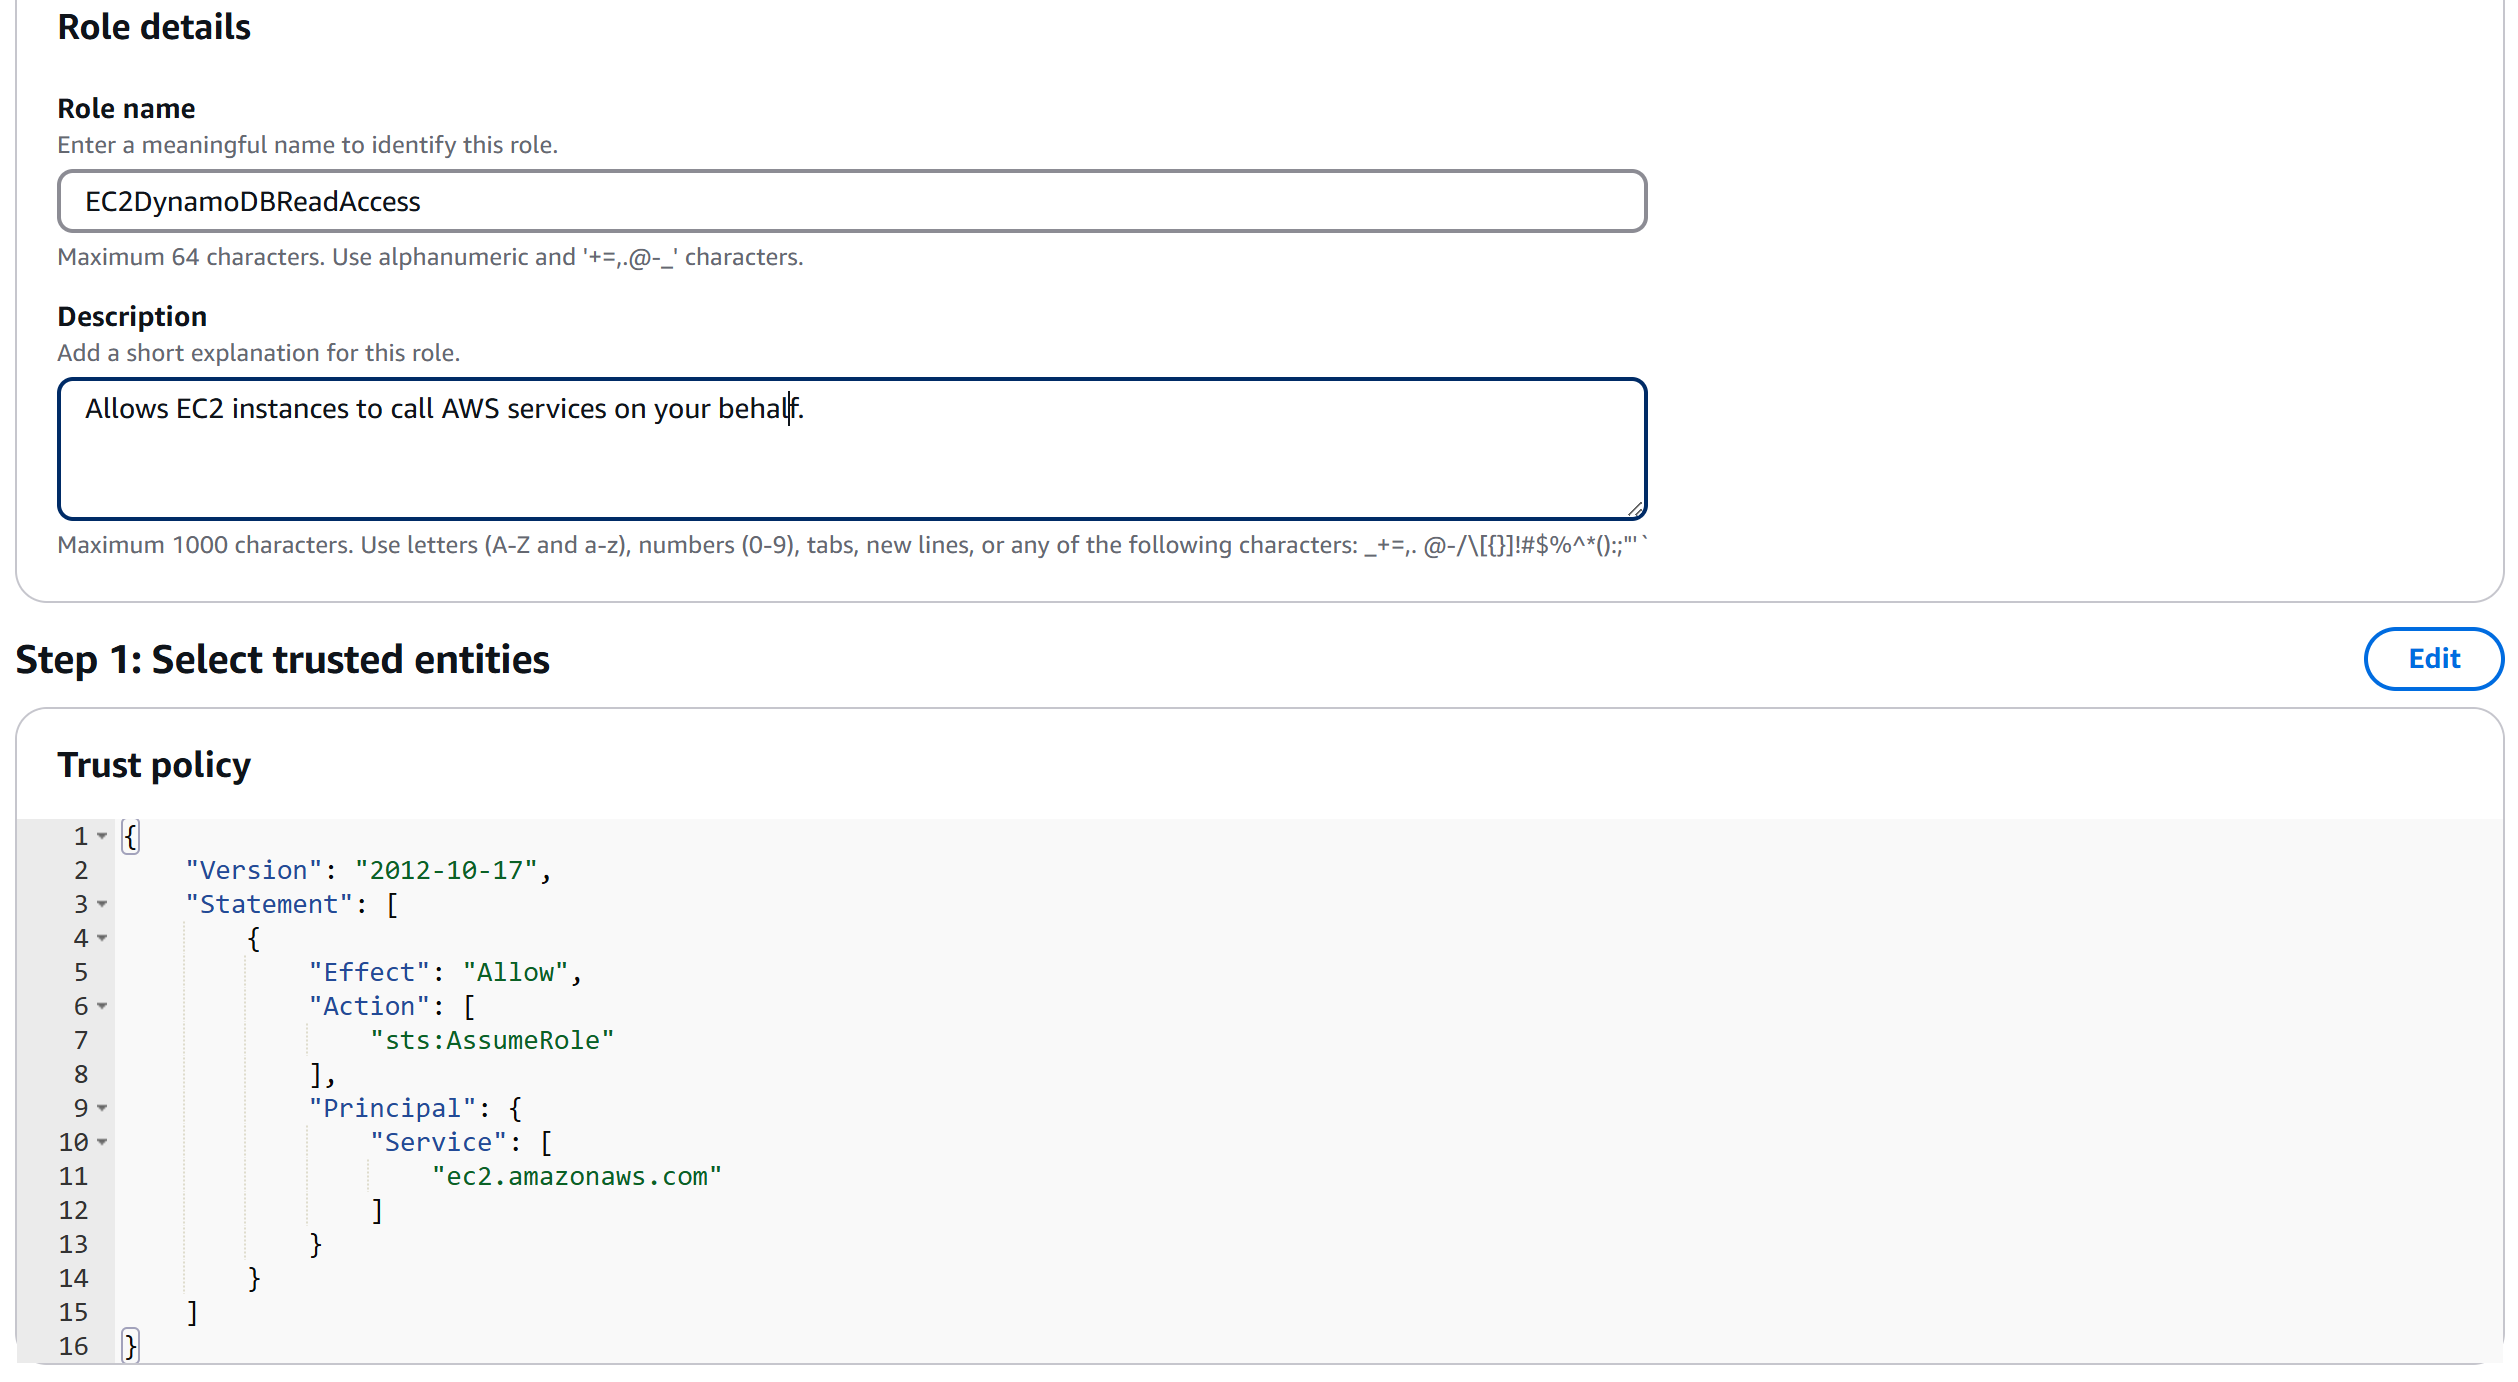 Role details
Role name
Enter a meaningful name to identify this role.
EC2DynamoDBReadAccess
Maximum 64 characters. Use alphanumeric and '+=,.@-_' characters.
Description
Add a short explanation for this role.
Allows EC2 instances to call AWS services on your behalf.
Maximum 1000 characters. Use letters (A-Z and a-z), numbers (0-9), tabs, new lines, or any of the following characters: _+=,. @-/\[{}]!#$%^*():;"'`
Step 1: Select trusted entities
Edit
Trust policy
1 {
2     "Version": "2012-10-17",
3     "Statement": [
4         {
5             "Effect": "Allow",
6             "Action": [
7                 "sts:AssumeRole"
8             ],
9             "Principal": {
10                 "Service": [
11                     "ec2.amazonaws.com"
12                 ]
13             }
14         }
15     ]
16 }